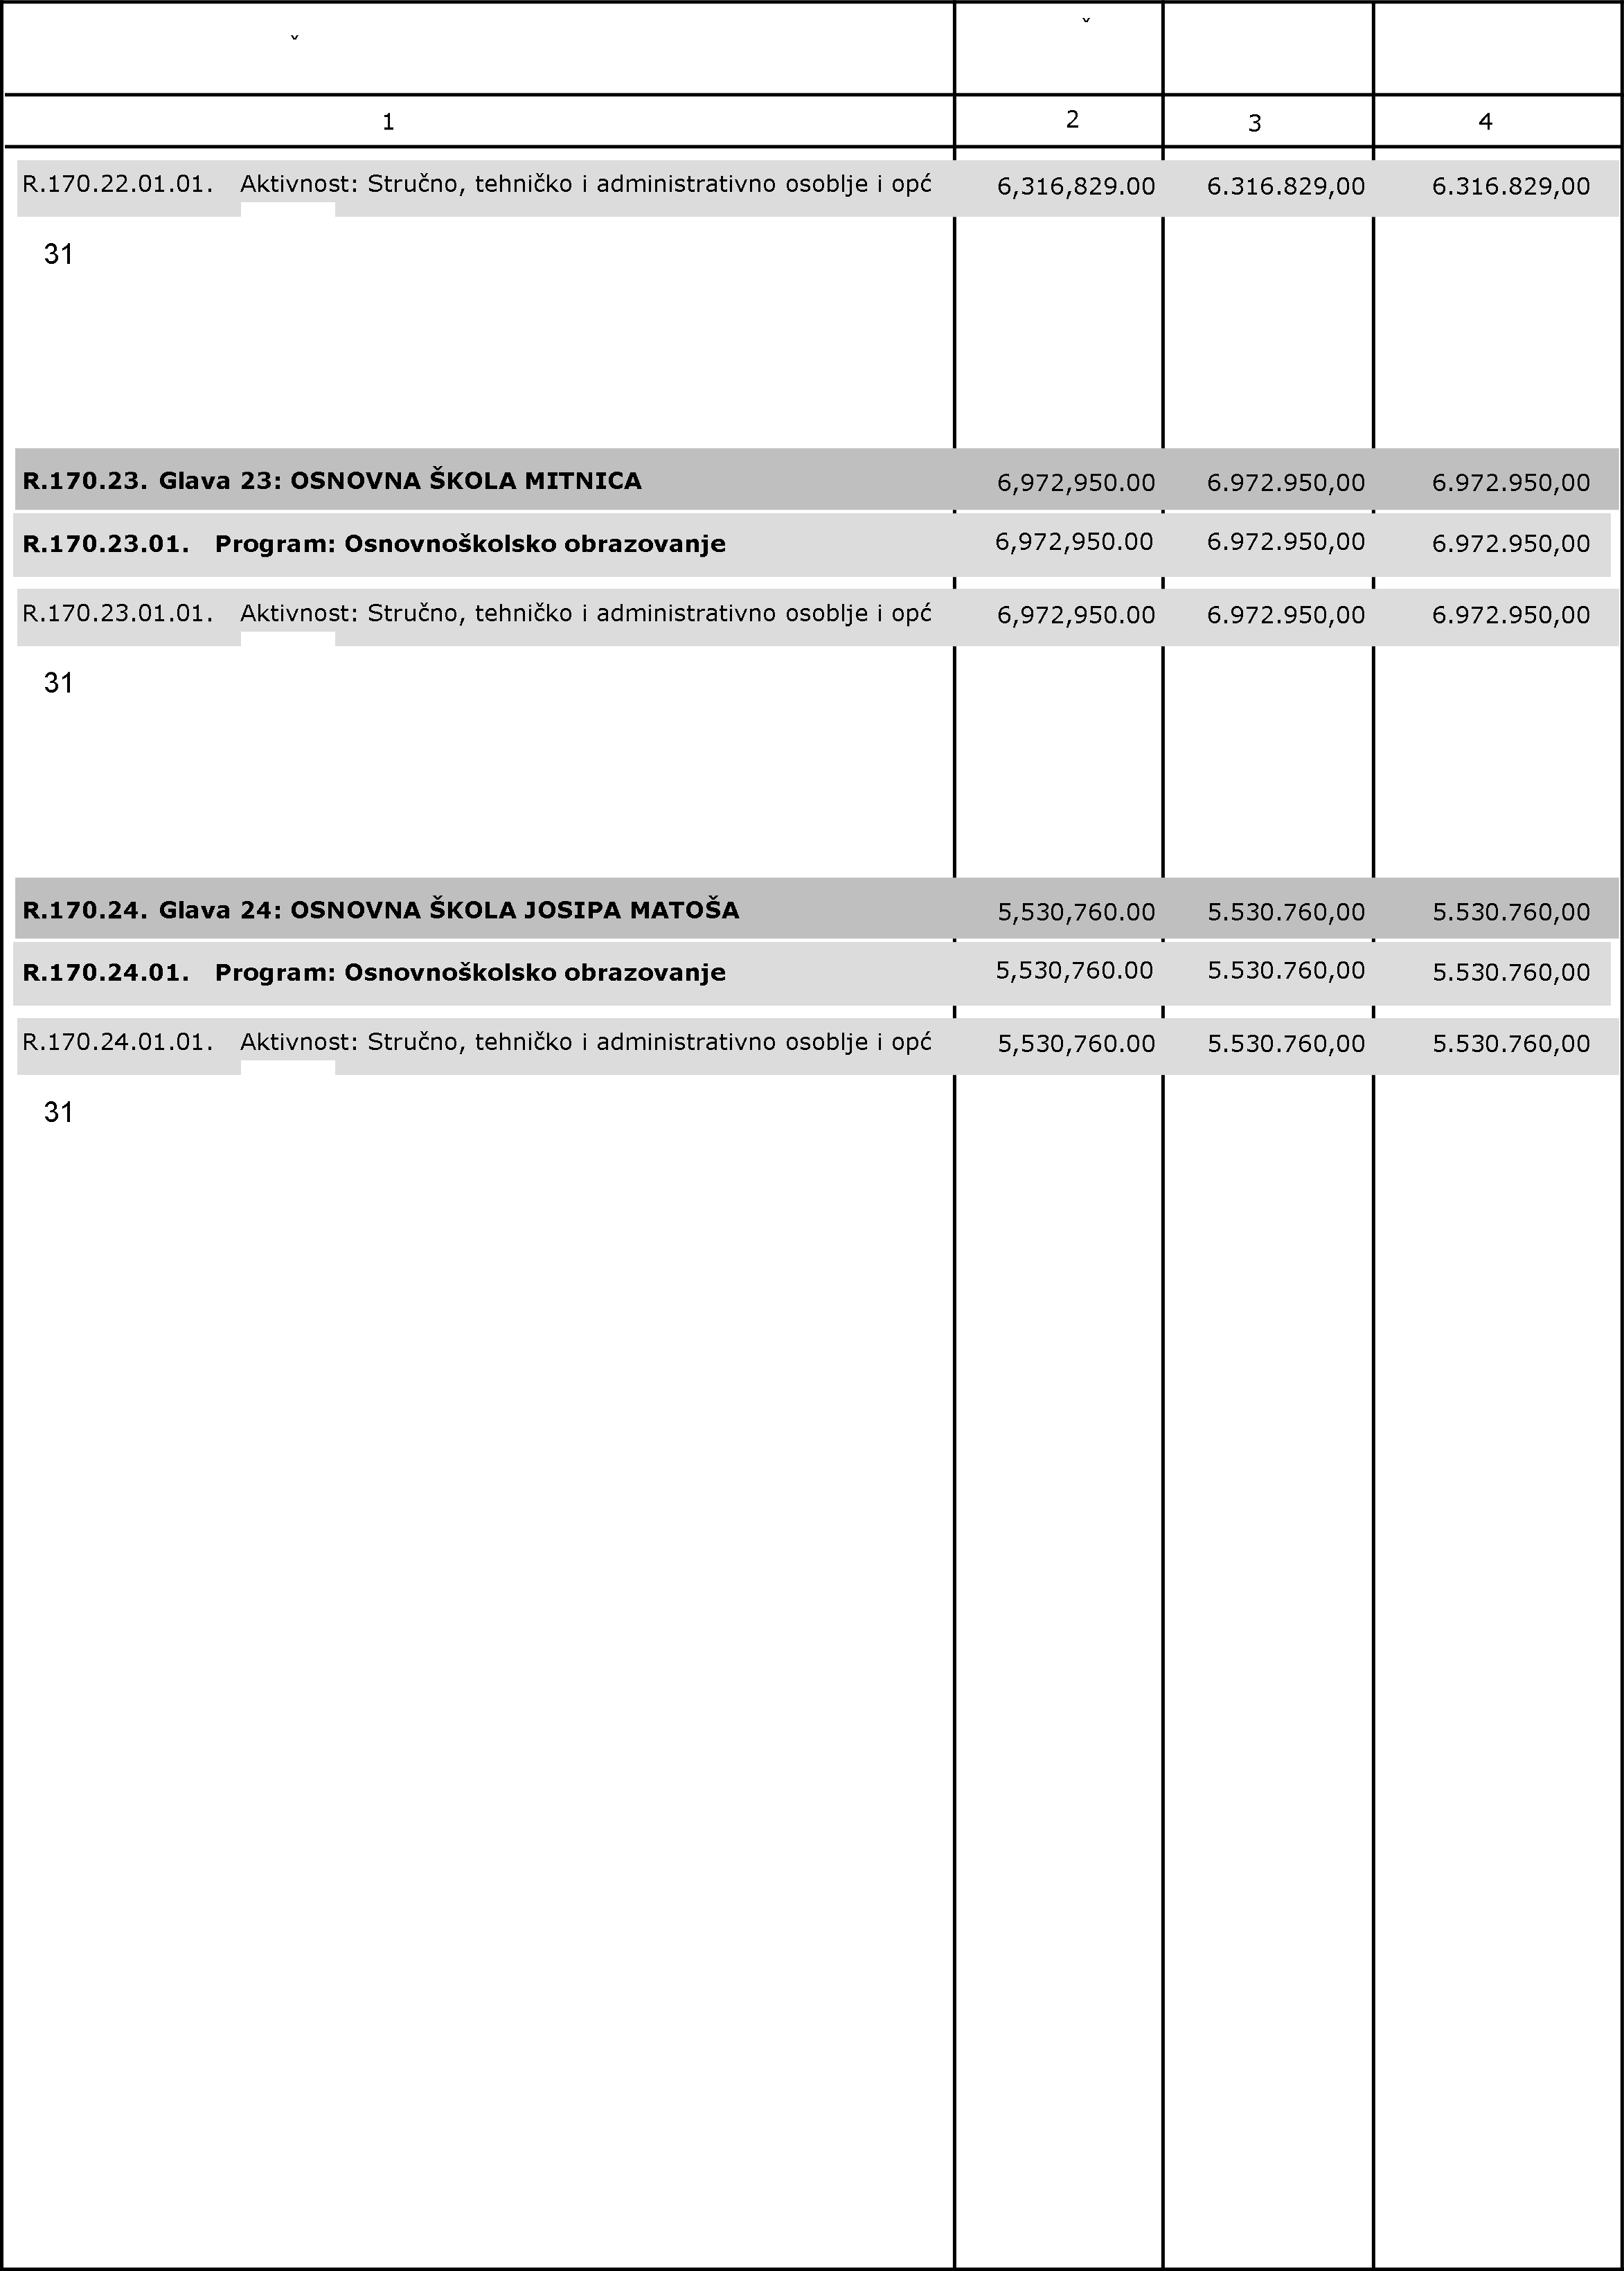 1 2 3 4
R.170.22.01.01. Aktivnost: Stručno, tehničko i administrativno osoblje i opć 6,316,829.00 6.316.829,00 6.316.829,00
31
R.170.23. Glava 23: OSNOVNA ŠKOLA MITNICA 6,972,950.00 6.972.950,00 6.972.950,00
R.170.23.01. Program: Osnovnoškolsko obrazovanje 6,972,950.00 6.972.950,00 6.972.950,00
R.170.23.01.01. Aktivnost: Stručno, tehničko i administrativno osoblje i opć 6,972,950.00 6.972.950,00 6.972.950,00
31
R.170.24. Glava 24: OSNOVNA ŠKOLA JOSIPA MATOŠA 5,530,760.00 5.530.760,00 5.530.760,00
R.170.24.01. Program: Osnovnoškolsko obrazovanje 5,530,760.00 5.530.760,00 5.530.760,00
R.170.24.01.01. Aktivnost: Stručno, tehničko i administrativno osoblje i opć 5,530,760.00 5.530.760,00 5.530.760,00
31